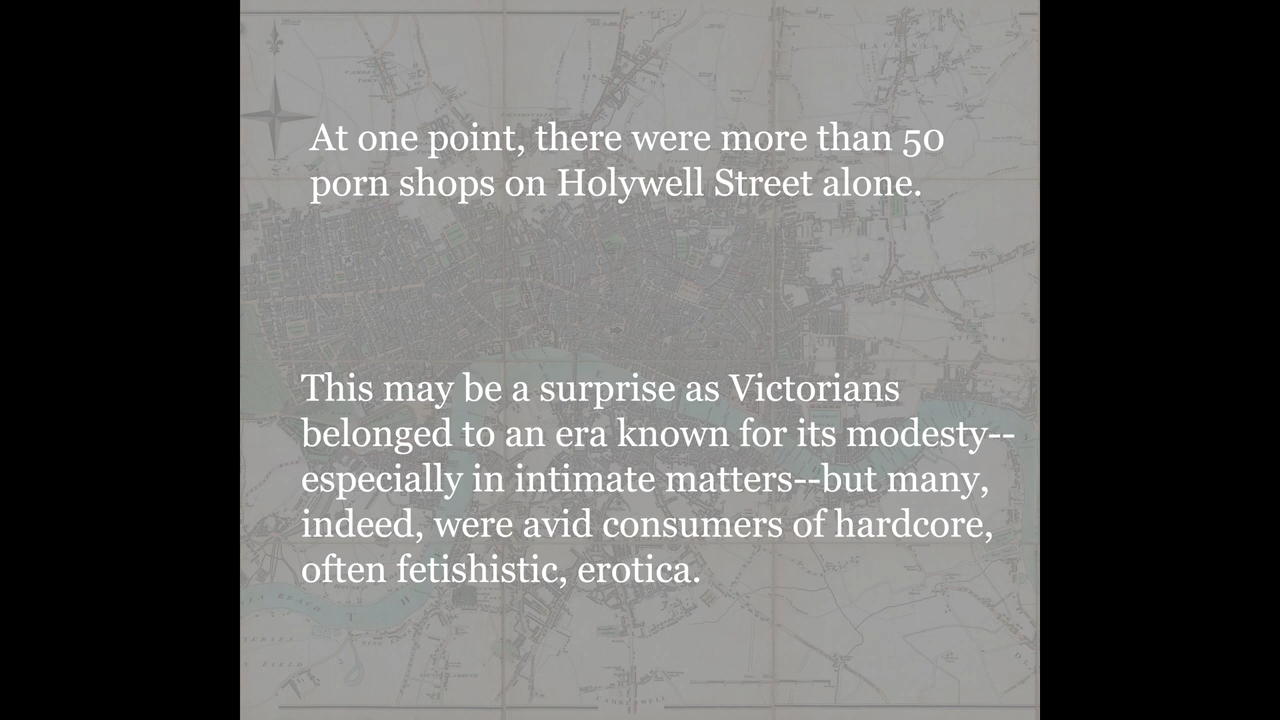 At one point, there were more than 50
porn shops on Holywell Street alone.
This may be a surprise as Victorians
belonged to an era known for its modesty--
especially in intimate matters--but many,
indeed, were avid consumers of hardcore,
often fetishistic, erotica.